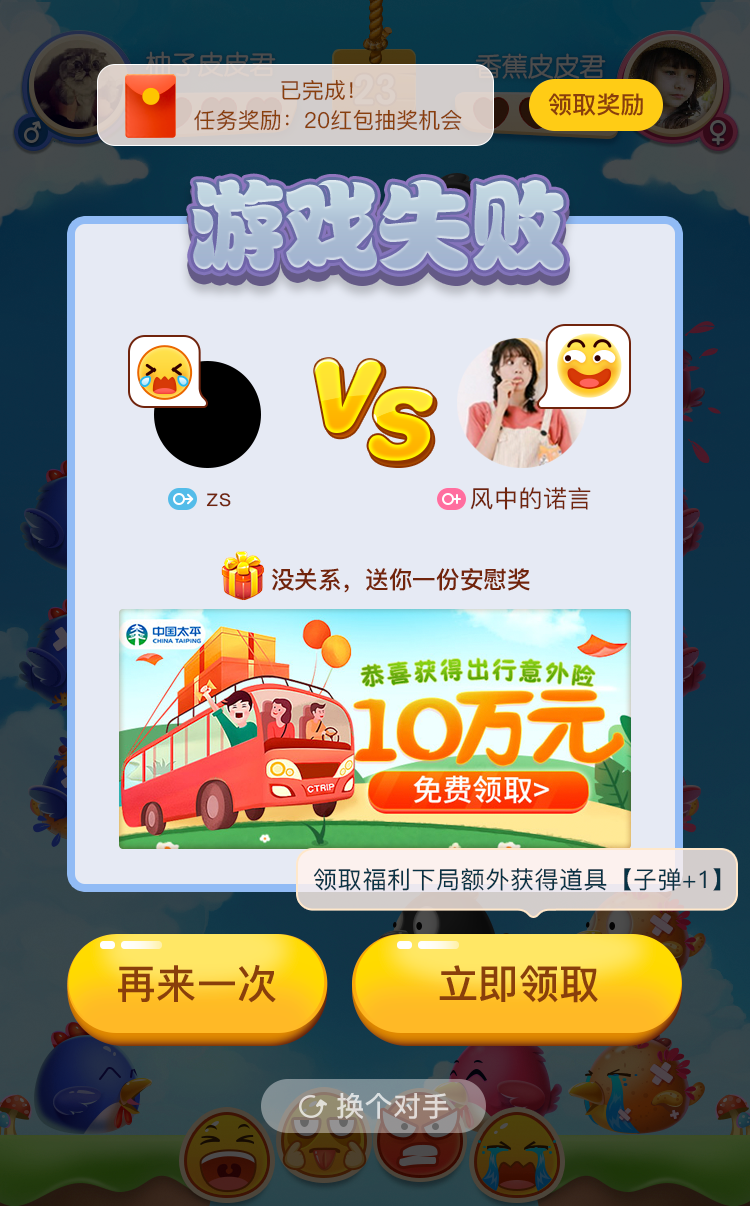 柚子皮皮君
香蕉皮皮君
23
已完成！
任务奖励：20红包抽奖机会
领取奖励
游戏失败
VS
zs
风中的诺言
没关系，送你一份安慰奖
中国太平
CHINA TAIPING
恭喜获得出行意外险
10万元
免费领取>
CTRIP
领取福利下局额外获得道具【子弹+1】
再来一次
立即领取
换个对手